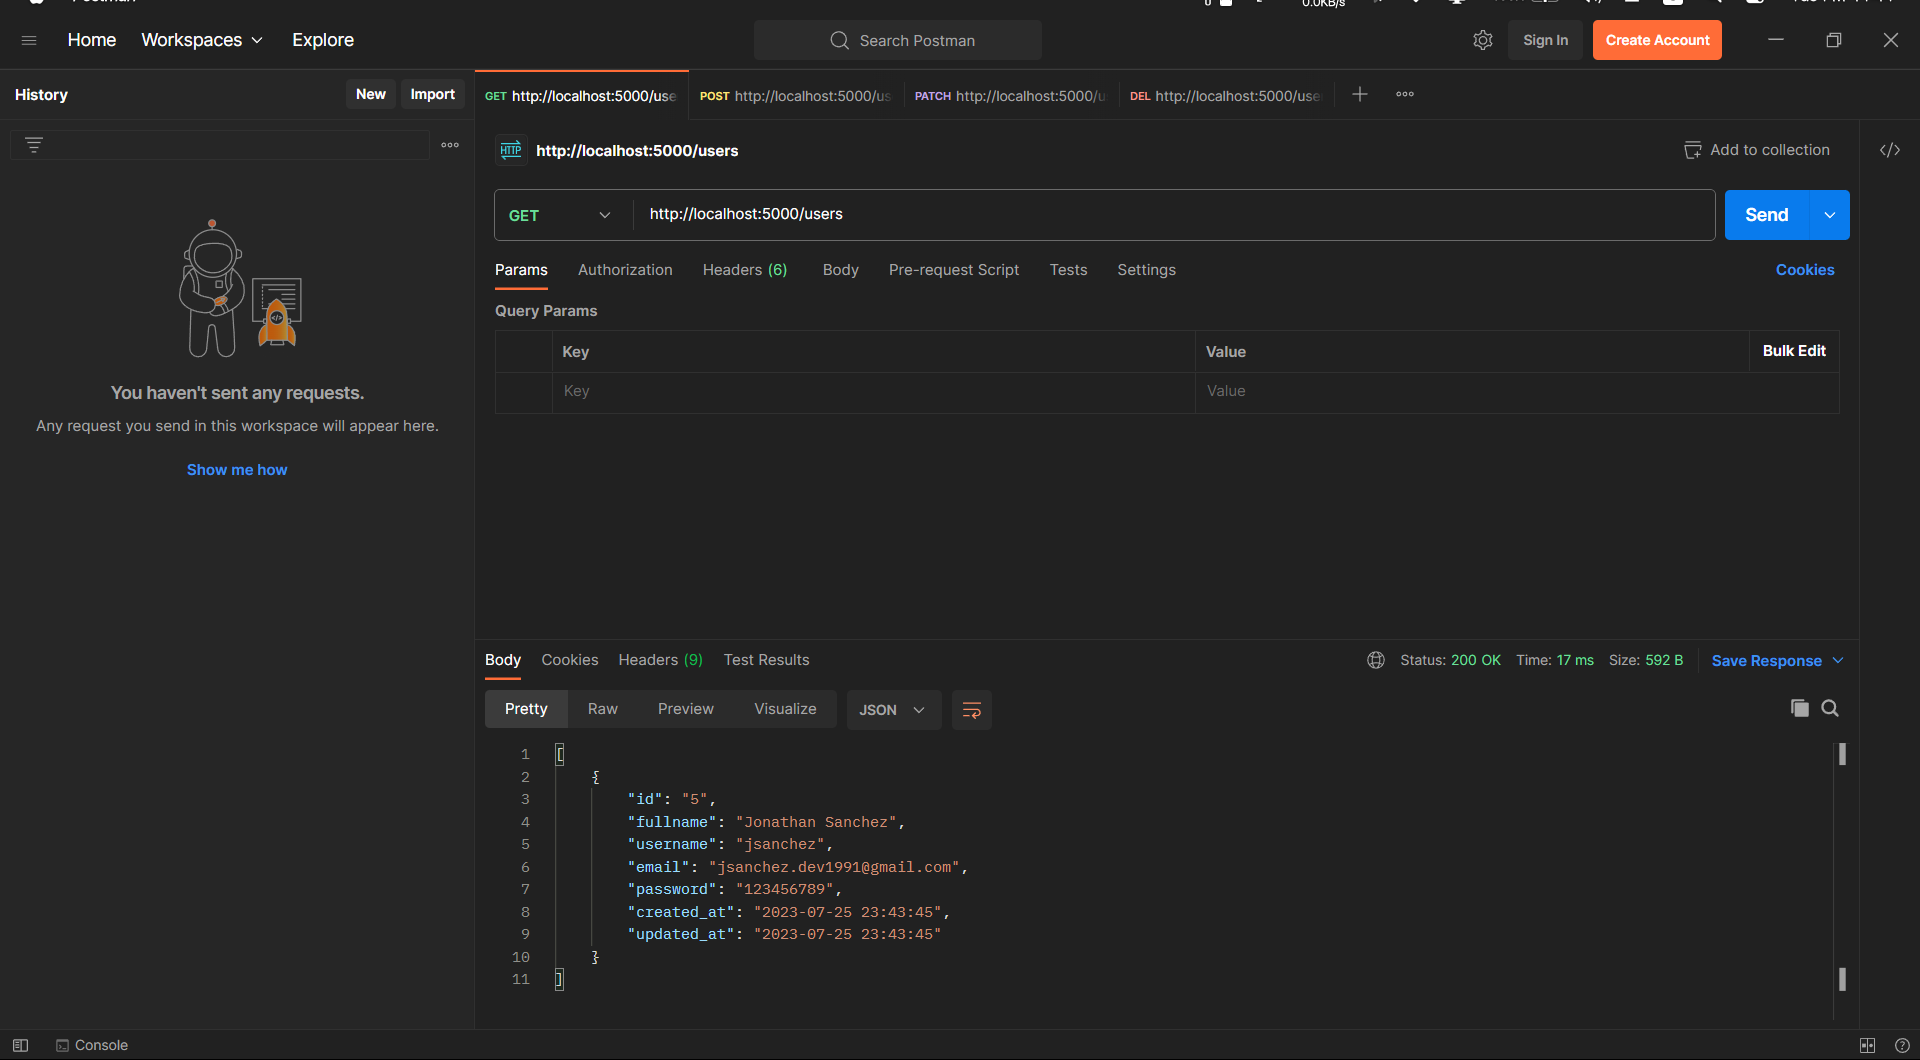 0.0KB/s
Home Workspaces Explore
Search Postman
Sign In
Create Account
History
New
Import
GET http://localhost:5000/use
POST http://localhost:5000/us
PATCH http://localhost:5000/u
DEL http://localhost:5000/use
HTTP http://localhost:5000/users
Add to collection
GET
http://localhost:5000/users
Send
Params Authorization Headers (6) Body Pre-request Script Tests Settings
Cookies
Query Params
Key Value Bulk Edit
Key Value
You haven't sent any requests.
Any request you send in this workspace will appear here.
Show me how
Body Cookies Headers (9) Test Results
Status: 200 OK Time: 17 ms Size: 592 B
Save Response
Pretty Raw Preview Visualize JSON
1 [
2 {
3 "id": "5",
4 "fullname": "Jonathan Sanchez",
5 "username": "jsanchez",
6 "email": "jsanchez.dev1991@gmail.com",
7 "password": "123456789",
8 "created_at": "2023-07-25 23:43:45",
9 "updated_at": "2023-07-25 23:43:45"
10 }
11 ]
Console